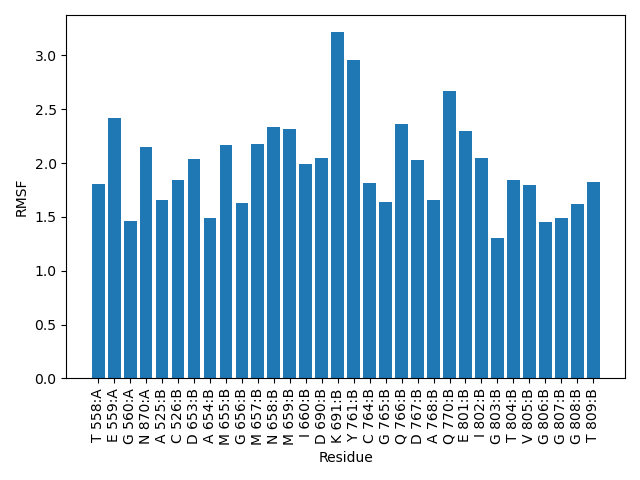 3.0
2.5
2.0
1.5
1.0
0.5
0.0
RMSF
T 558:A
E 559:A
G 560:A
N 870:A
A 525:B
C 526:B
D 653:B
A 654:B
M 655:B
G 656:B
M 657:B
N 658:B
M 659:B
I 660:B
D 690:B
K 691:B
Y 761:B
C 764:B
G 765:B
Q 766:B
D 767:B
A 768:B
Q 770:B
E 801:B
I 802:B
G 803:B
T 804:B
V 805:B
G 806:B
G 807:B
G 808:B
T 809:B
Residue